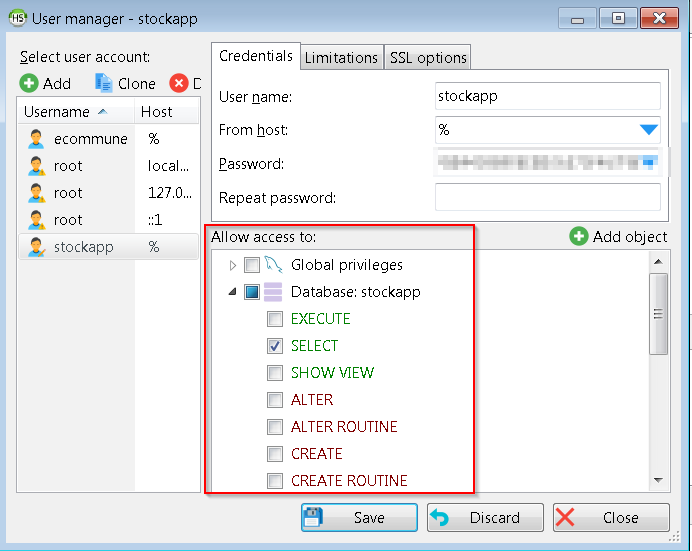 HS User manager - stockapp
Select user account:
Add Clone D
Username Host
ecommune %
root local...
root 127.0...
root ::1
stockapp %
Credentials Limitations SSL options
User name: stockapp
From host: %
Password:
Repeat password:
Allow access to: Add object
Global privileges
Database: stockapp
EXECUTE
SELECT
SHOW VIEW
ALTER
ALTER ROUTINE
CREATE
CREATE ROUTINE
Save Discard Close